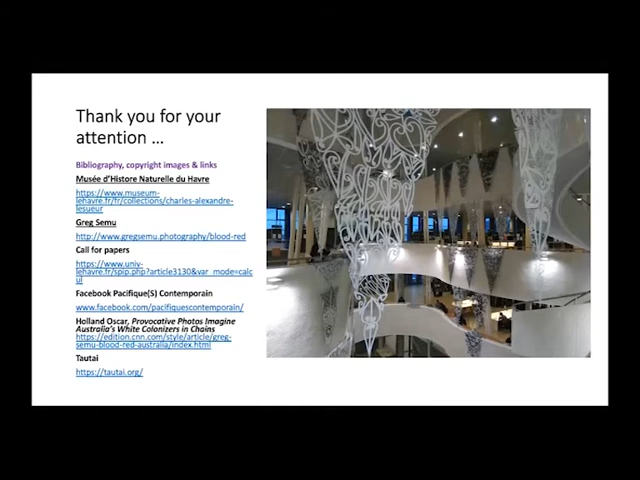 Thank you for your
attention ...
Bibliography, copyright images & links
Musée d'Histore Naturelle du Havre
https://www.museum-
lehavre.fr/fr/collections/charles-alexandre-
lesueur
Greg Semu
http://www.gregsemu.photography/blood-red
Call for papers
https://www.univ-
lehavre.fr/spip.php?article3130&var_mode=calc
ul
Facebook Pacifique(S) Contemporain
www.facebook.com/pacifiquescontemporain/
Holland Oscar, Provocative Photos Imagine
Australia's White Colonizers in Chains
https://edition.cnn.com/style/article/greg-
semu-blood-red-australia/index.html
Tautai
https://tautai.org/